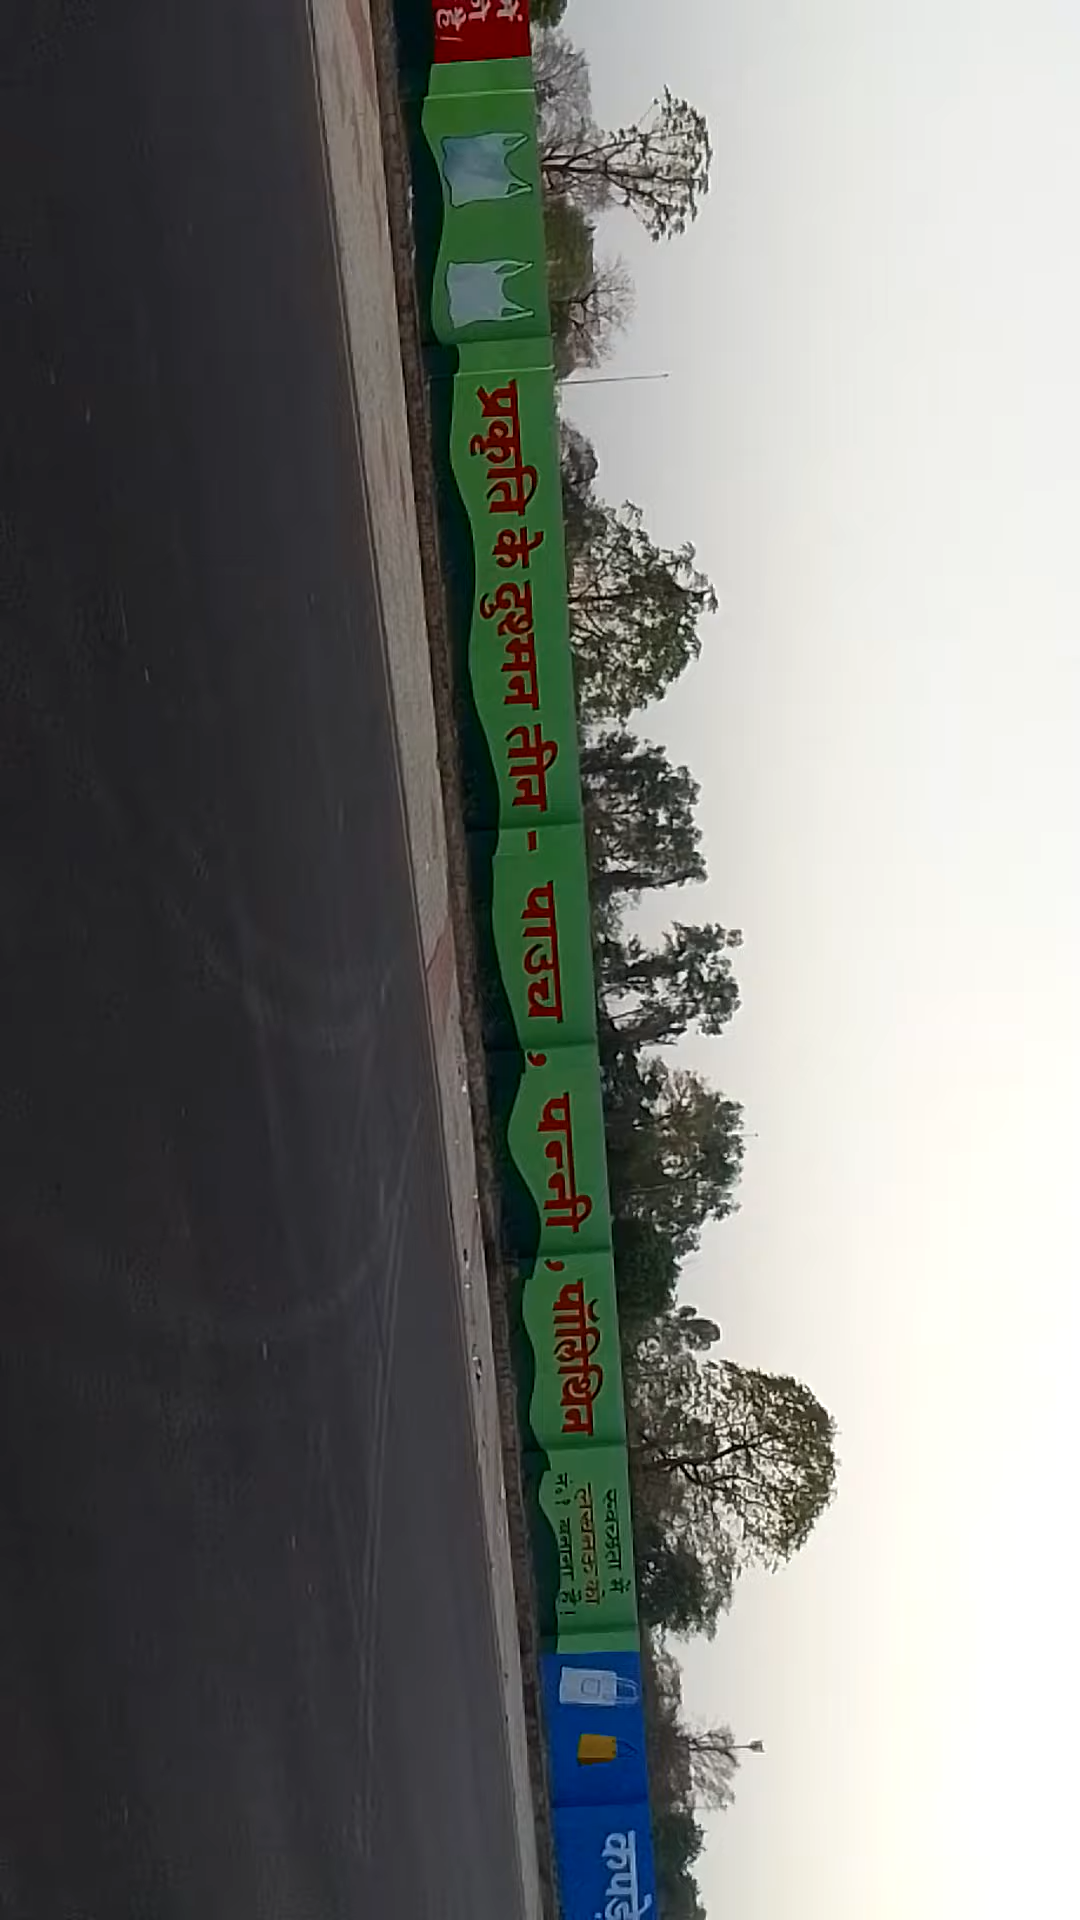 में
को
है।
प्रकृति के दुश्मन तीन - पाउच , पन्नी , पॉलिथिन
स्वच्छता में
लखनऊ को
नं॰ 1 बनाना है।
कपड़े